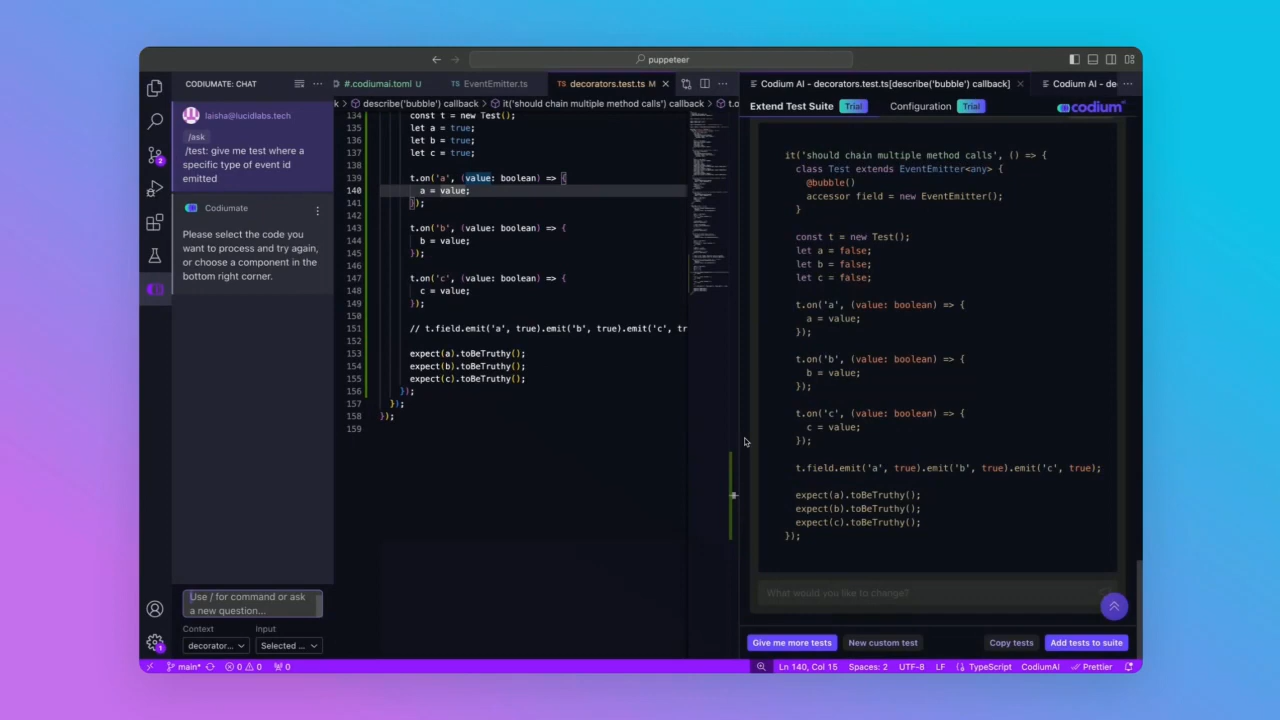 puppeteer
CODIUMATE: CHAT
laisha@lucidlabs.tech
/ask
/test: give me test where a
specific type of event id
emitted
Codiumate
Please select the code you
want to process and try again,
or choose a component in the
bottom right corner.
Use / for command or ask
a new question...
Context
Input
decorator...
Selected ...
#.codiumai.toml U
TS EventEmitter.ts
TS decorators.test.ts M
k > describe('bubble') callback > it('should chain multiple method calls') callback > t.o
134 const t = new Test();
135 let a = true;
136 let b = true;
137 let c = true;
138
139 t.on('a', (value: boolean) => {
140 a = value;
141 });
142
143 t.on('b', (value: boolean) => {
144 b = value;
145 });
146
147 t.on('c', (value: boolean) => {
148 c = value;
149 });
150
151 // t.field.emit('a', true).emit('b', true).emit('c', tr
152
153 expect(a).toBeTruthy();
154 expect(b).toBeTruthy();
155 expect(c).toBeTruthy();
156 });
157 });
158 });
159
Codium AI - decorators.test.ts[describe('bubble') callback]
Codium AI - dec
Extend Test Suite Trial
Configuration Trial
codium
it('should chain multiple method calls', () => {
class Test extends EventEmitter<any> {
@bubble()
accessor field = new EventEmitter();
}
const t = new Test();
let a = false;
let b = false;
let c = false;
t.on('a', (value: boolean) => {
a = value;
});
t.on('b', (value: boolean) => {
b = value;
});
t.on('c', (value: boolean) => {
c = value;
});
t.field.emit('a', true).emit('b', true).emit('c', true);
expect(a).toBeTruthy();
expect(b).toBeTruthy();
expect(c).toBeTruthy();
});
What would you like to change?
Give me more tests
New custom test
Copy tests
Add tests to suite
2
1
main*
0 0
0
Ln 140, Col 15
Spaces: 2
UTF-8
LF
{} TypeScript
CodiumAI
Prettier